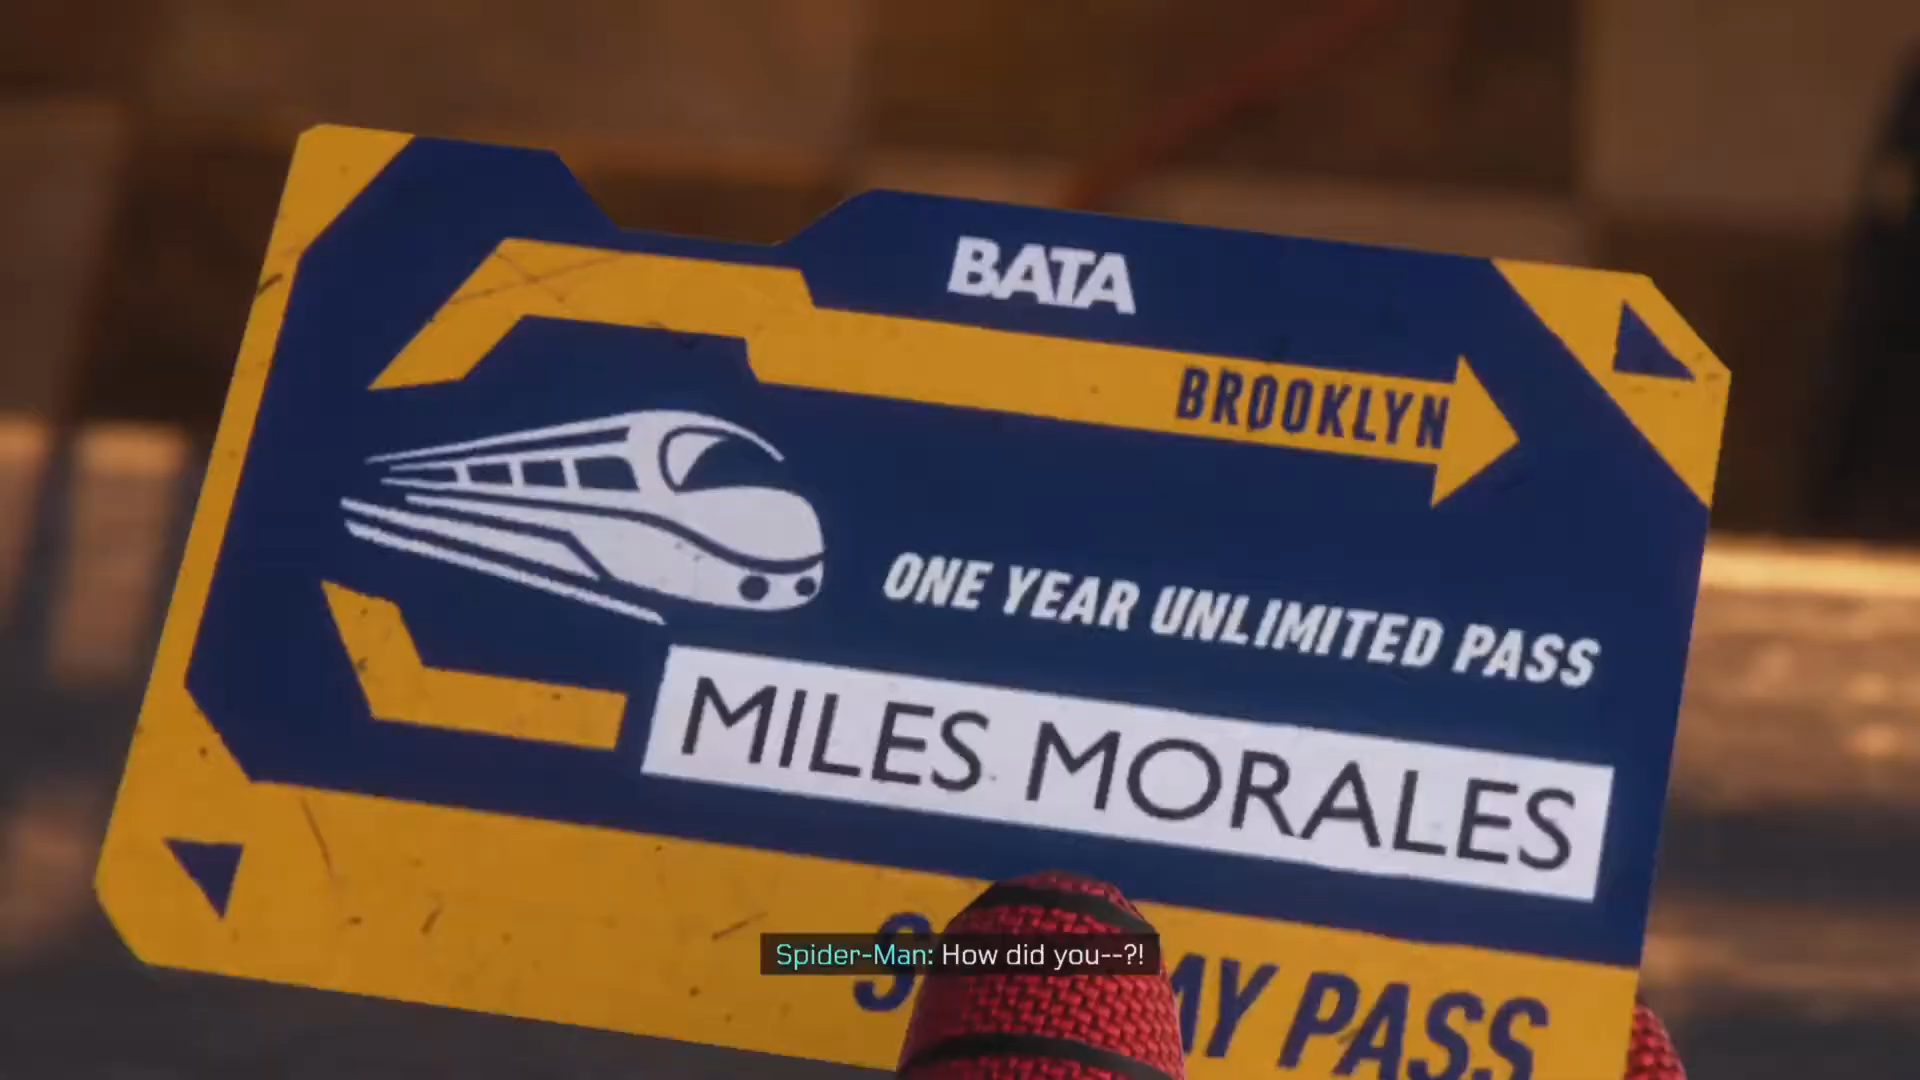 BATA
BROOKLYN
ONE YEAR UNLIMITED PASS
MILES MORALES
PASS
Spider-Man: How did you--?!